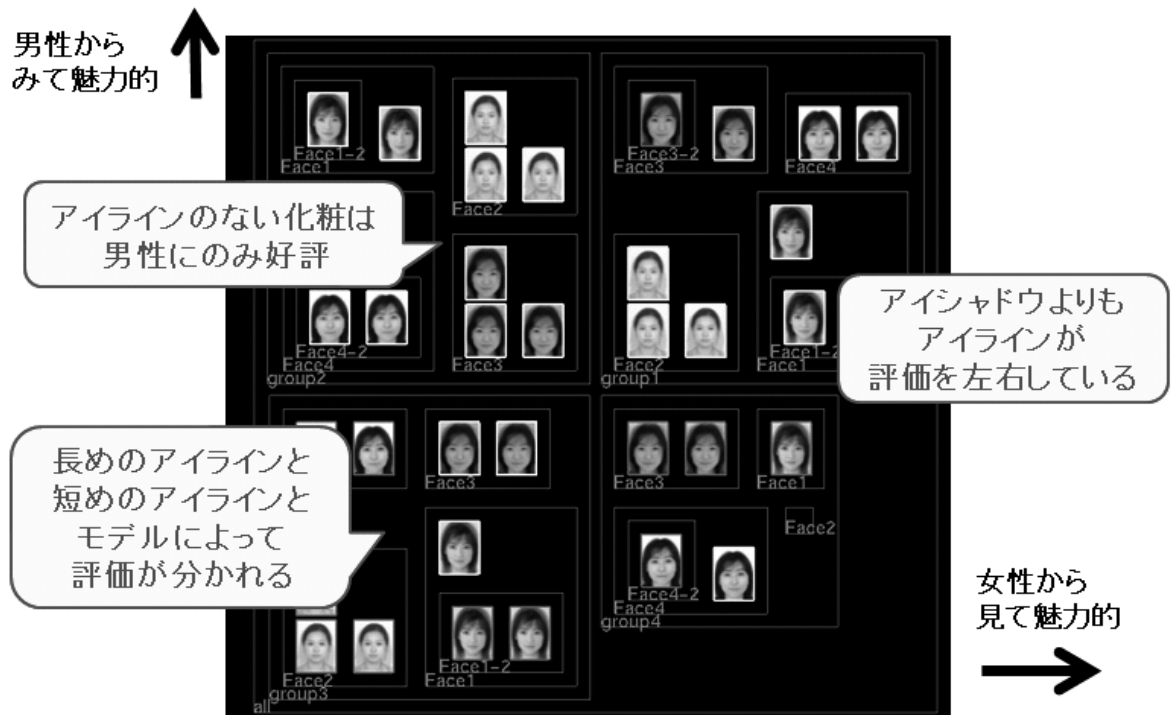 男性から
みて魅力的
Face1-2
Face1
Face2
Face3-2
Face3
Face4
アイラインのない化粧は
男性にのみ好評
Face4-2
Face4
Face3
group2
Face2
group1
Face1-2
Face1
アイシャドウよりも
アイラインが
評価を左右している
長めのアイラインと
短めのアイラインと
モデルによって
評価が分かれる
Face3
Face3
Face1
Face2
Face4-2
Face4
group4
Face2
group3
Face1-2
Face1
all
女性から
見て魅力的